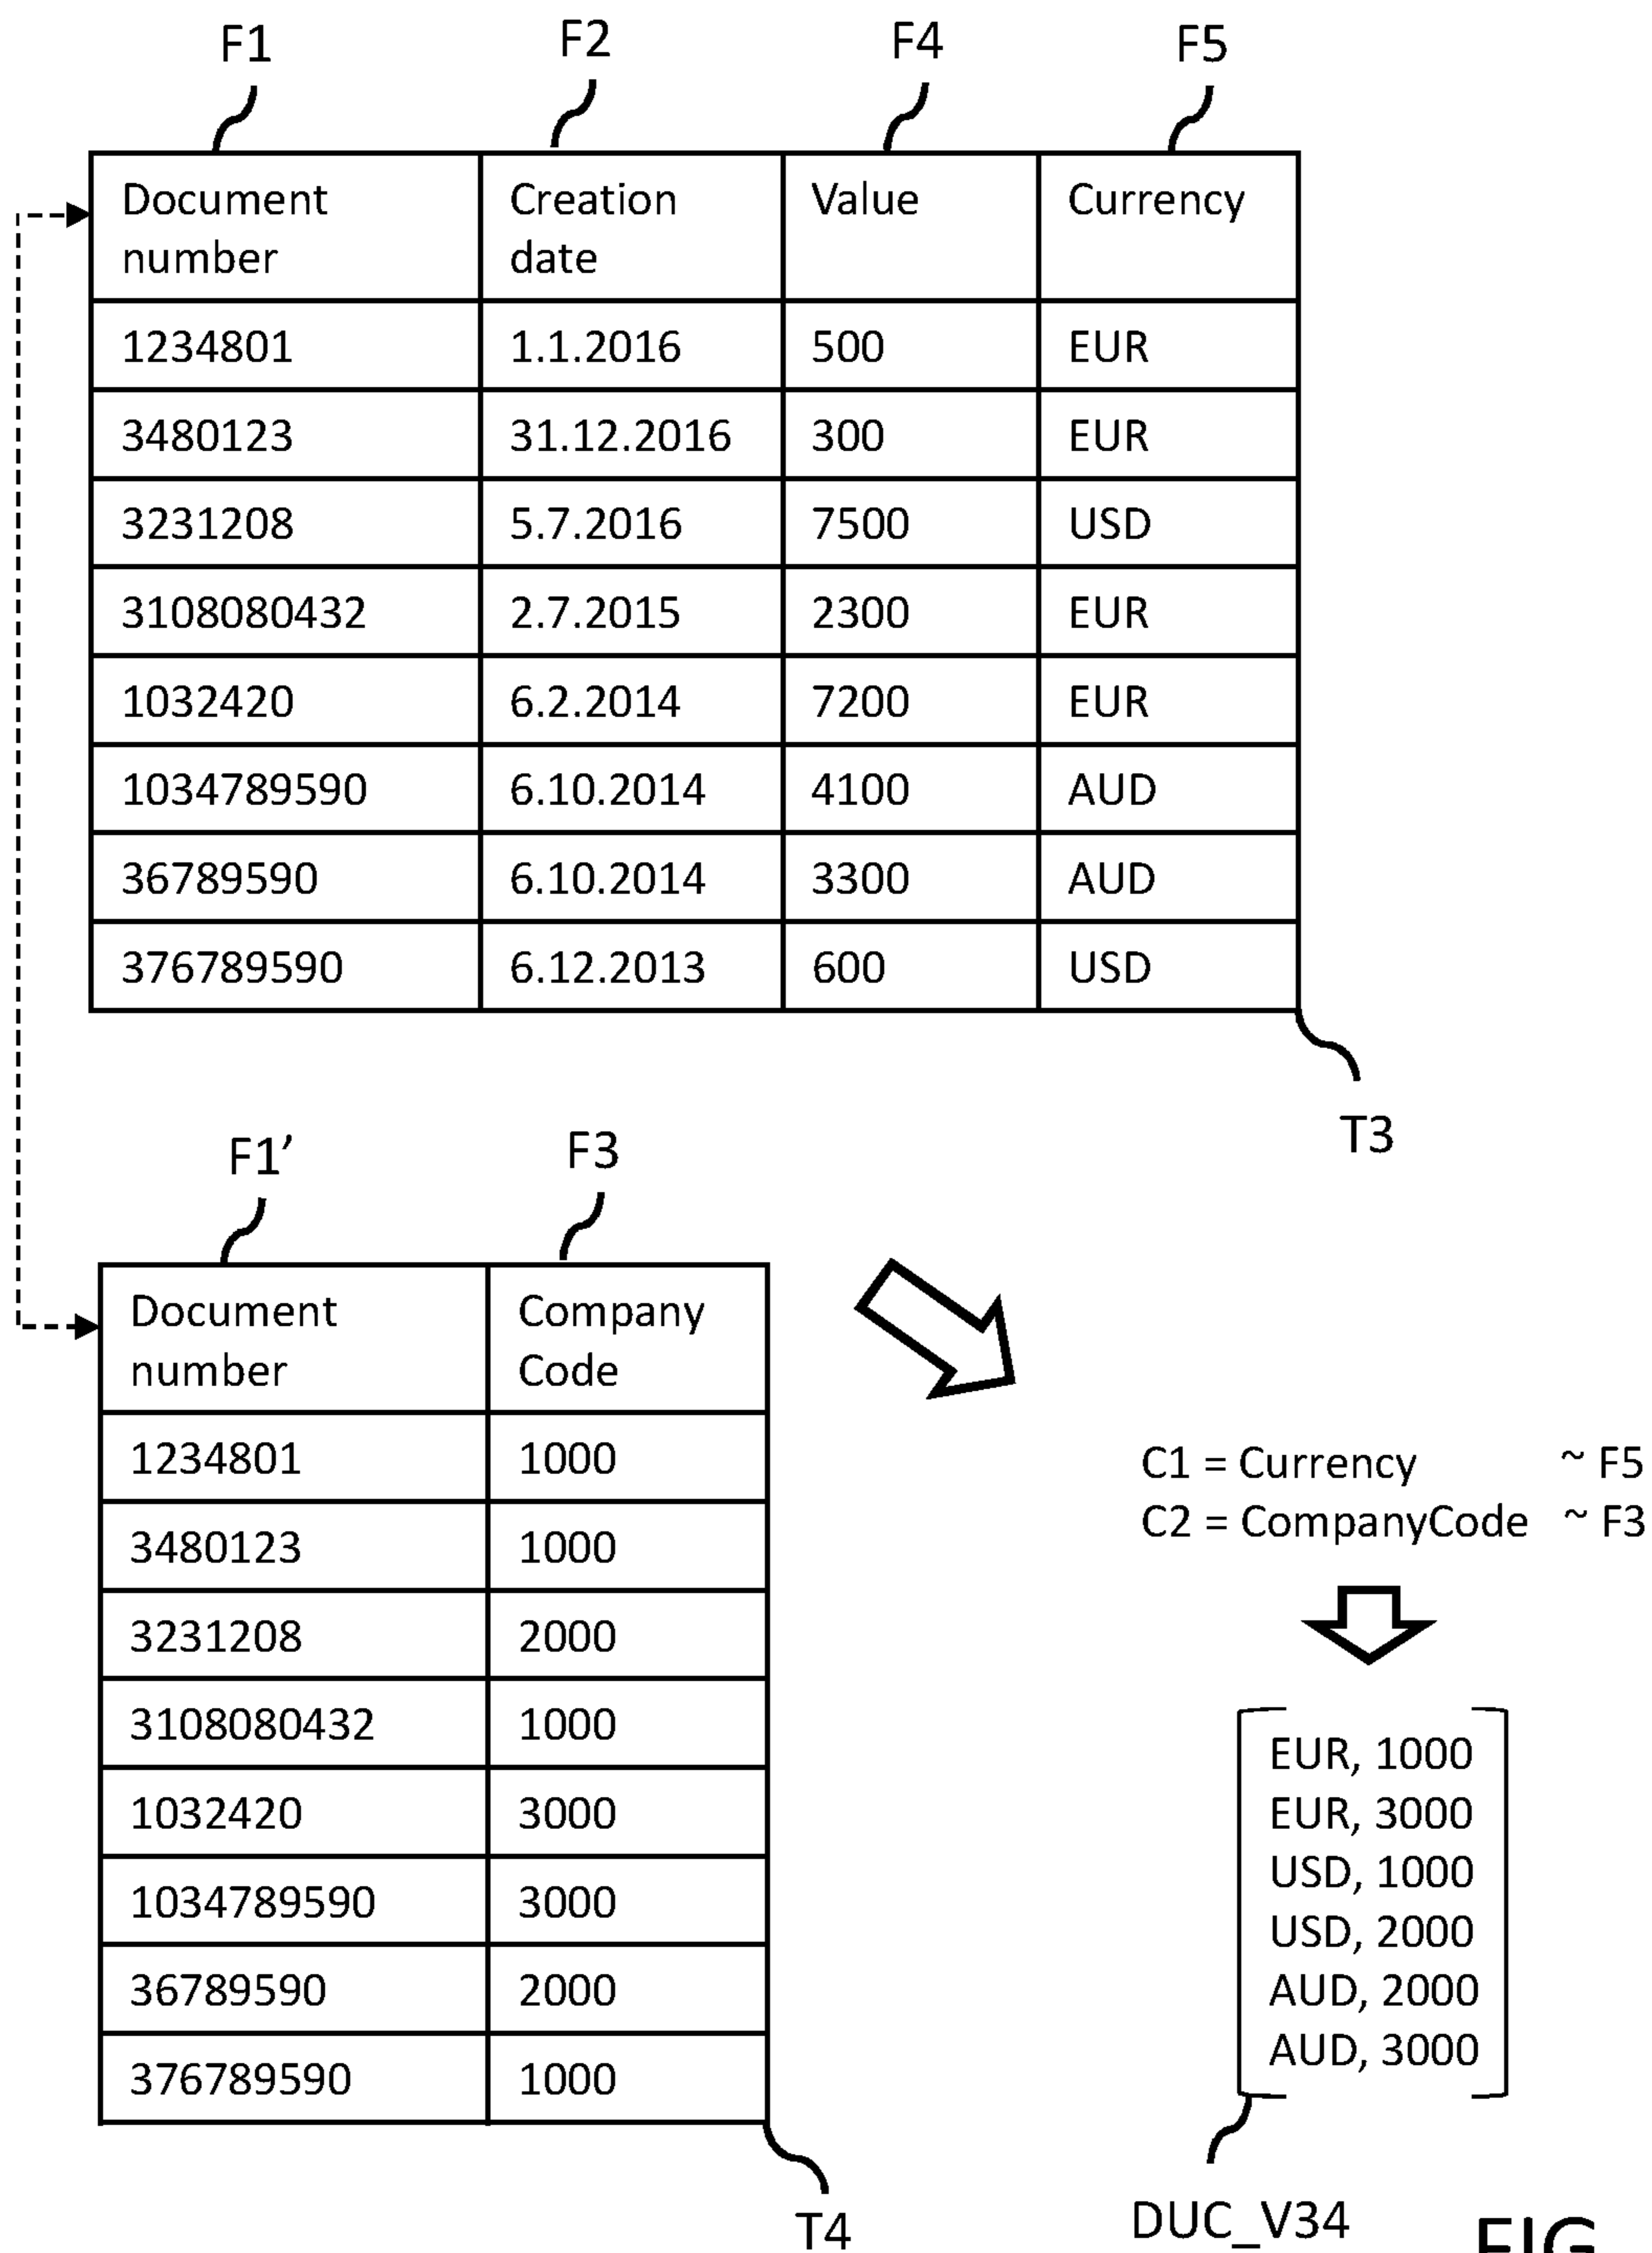 F1 F2 F4 F5
Document number Creation date Value Currency
1234801 1.1.2016 500 EUR
3480123 31.12.2016 300 EUR
3231208 5.7.2016 7500 USD
3108080432 2.7.2015 2300 EUR
1032420 6.2.2014 7200 EUR
1034789590 6.10.2014 4100 AUD
36789590 6.10.2014 3300 AUD
376789590 6.12.2013 600 USD
T3
F1’ F3
Document number Company Code
1234801 1000
3480123 1000
3231208 2000
3108080432 1000
1032420 3000
1034789590 3000
36789590 2000
376789590 1000
T4
C1 = Currency ~ F5
C2 = CompanyCode ~ F3
EUR, 1000
EUR, 3000
USD, 1000
USD, 2000
AUD, 2000
AUD, 3000
DUC_V34
FIG